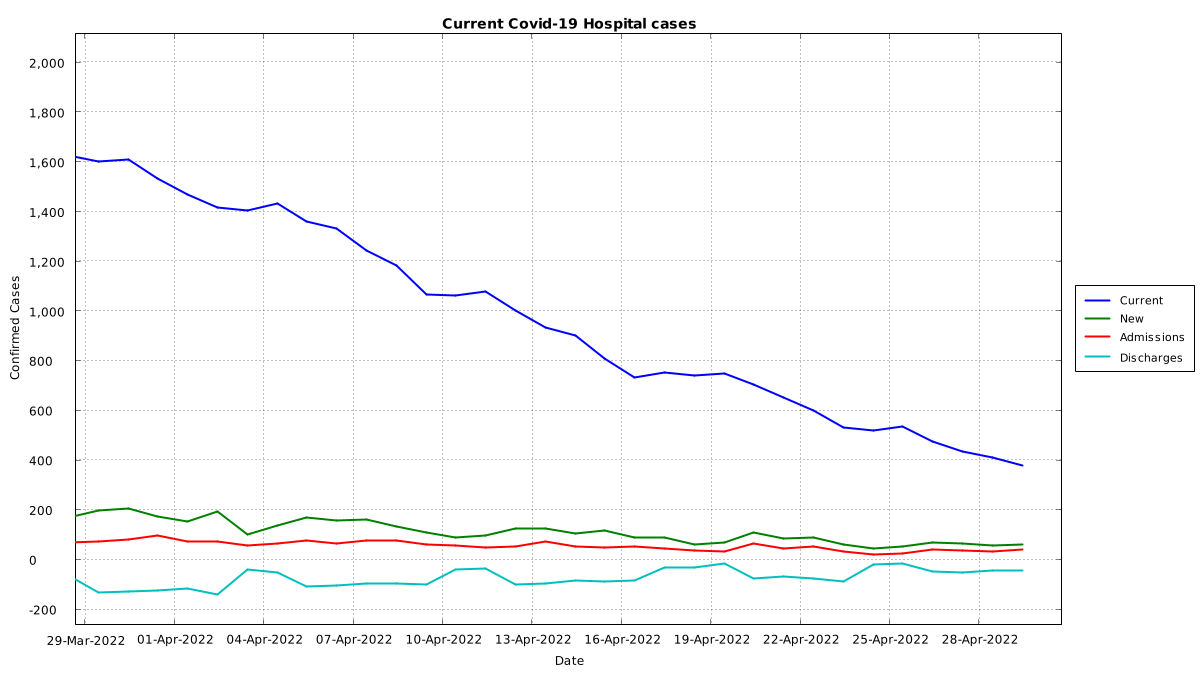 Current Covid-19 Hospital cases
2,000
1,800
1,600
1,400
1,200
1,000
800
600
400
200
0
-200
Confirmed Cases
29-Mar-2022 01-Apr-2022 04-Apr-2022 07-Apr-2022 10-Apr-2022 13-Apr-2022 16-Apr-2022 19-Apr-2022 22-Apr-2022 25-Apr-2022 28-Apr-2022
Date
Current
New
Admissions
Discharges